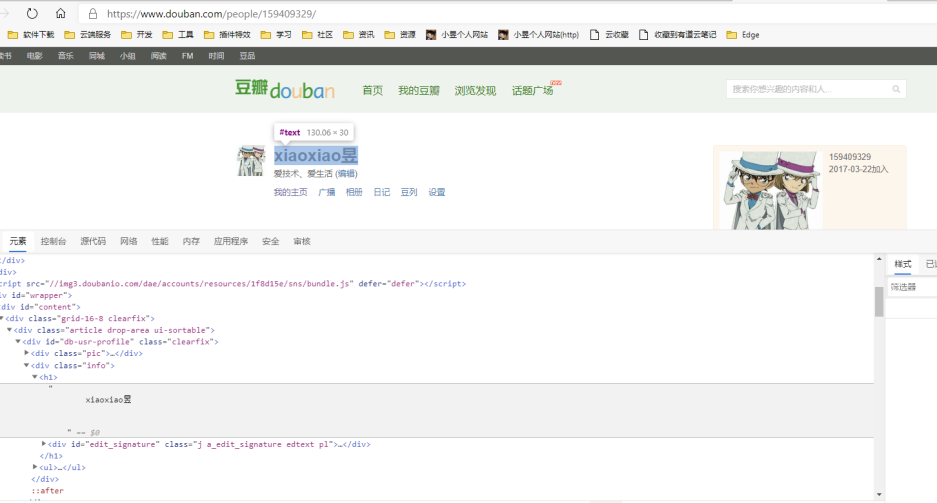 https://www.douban.com/people/159409329/
软件下载 云端服务 开发 工具 插件特效 学习 社区 资讯 资源 小昱个人网站 小昱个人网站(http) 云收藏 收藏到有道云笔记 Edge
读书 电影 音乐 同城 小组 阅读 FM 时间 豆品
豆瓣douban 首页 我的豆瓣 浏览发现 话题广场 搜索你感兴趣的内容和人...
#text 130.06 × 30
xiaoxiao昱
爱技术、爱生活 (编辑)
我的主页 广播 相册 日记 豆列 设置
159409329
2017-03-22加入
元素 控制台 源代码 网络 性能 内存 应用程序 安全 审核
样式
筛选器
</div>
div>
cript src="//img3.doubanio.com/dae/accounts/resources/1f8d15e/sns/bundle.js" defer="defer"></script>
iv id="wrapper">
div id="content">
<div class="grid-16-8 clearfix">
<div class="article drop-area ui-sortable">
<div id="db-usr-profile" class="clearfix">
<div class="pic">…</div>
<div class="info">
<h1>
"
xiaoxiao昱
" == $0
<div id="edit_signature" class="j a_edit_signature edtext pl">…</div>
</h1>
<ul>…</ul>
</div>
::after